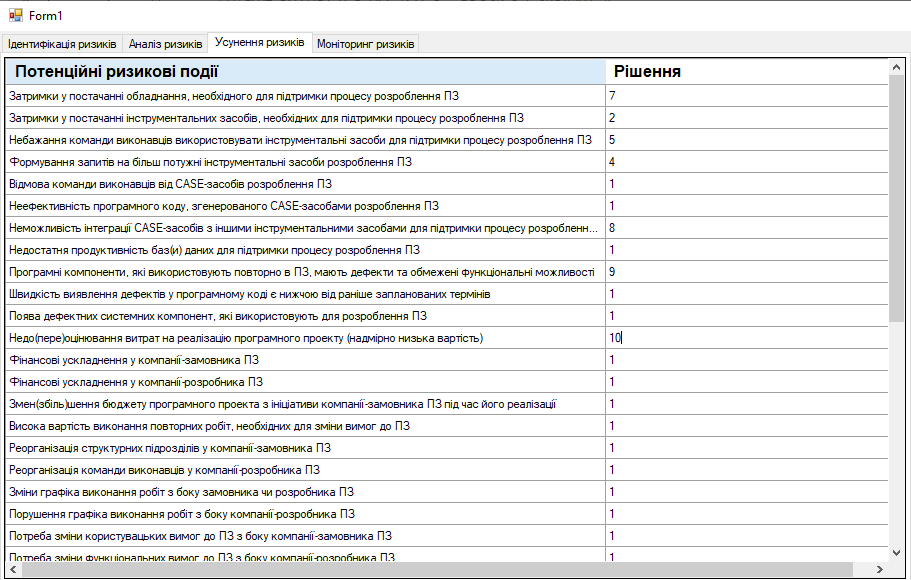 Form1
Ідентифікація ризиків Аналіз ризиків Усунення ризиків Моніторинг ризиків
Потенційні ризикові події Рішення
Затримки у постачанні обладнання, необхідного для підтримки процесу розроблення ПЗ 7
Затримки у постачанні інструментальних засобів, необхідних для підтримки процесу розроблення ПЗ 2
Небажання команди виконавців використовувати інструментальні засоби для підтримки процесу розроблення ПЗ 5
Формування запитів на більш потужні інструментальні засоби розроблення ПЗ 4
Відмова команди виконавців від CASE-засобів розроблення ПЗ 1
Неефективність програмного коду, згенерованого CASE-засобами розроблення ПЗ 1
Неможливість інтеграції CASE-засобів з іншими інструментальними засобами для підтримки процесу розробленн... 8
Недостатня продуктивність баз(и) даних для підтримки процесу розроблення ПЗ 1
Програмні компоненти, які використовують повторно в ПЗ, мають дефекти та обмежені функціональні можливості 9
Швидкість виявлення дефектів у програмному коді є нижчою від раніше запланованих термінів 1
Поява дефектних системних компонент, які використовують для розроблення ПЗ 1
Недо(пере)оцінювання витрат на реалізацію програмного проекту (надмірно низька вартість) 10
Фінансові ускладнення у компанії-замовника ПЗ 1
Фінансові ускладнення у компанії-розробника ПЗ 1
Змен(збіль)шення бюджету програмного проекта з ініціативи компанії-замовника ПЗ під час його реалізації 1
Висока вартість виконання повторних робіт, необхідних для зміни вимог до ПЗ 1
Реорганізація структурних підрозділів у компанії-замовника ПЗ 1
Реорганізація команди виконавців у компанії-розробника ПЗ 1
Зміни графіка виконання робіт з боку замовника чи розробника ПЗ 1
Порушення графіка виконання робіт з боку компанії-розробника ПЗ 1
Потреба зміни користувацьких вимог до ПЗ з боку компанії-замовника ПЗ 1
Потреба зміни функціональних вимог до ПЗ з боку компанії-розробника ПЗ 1